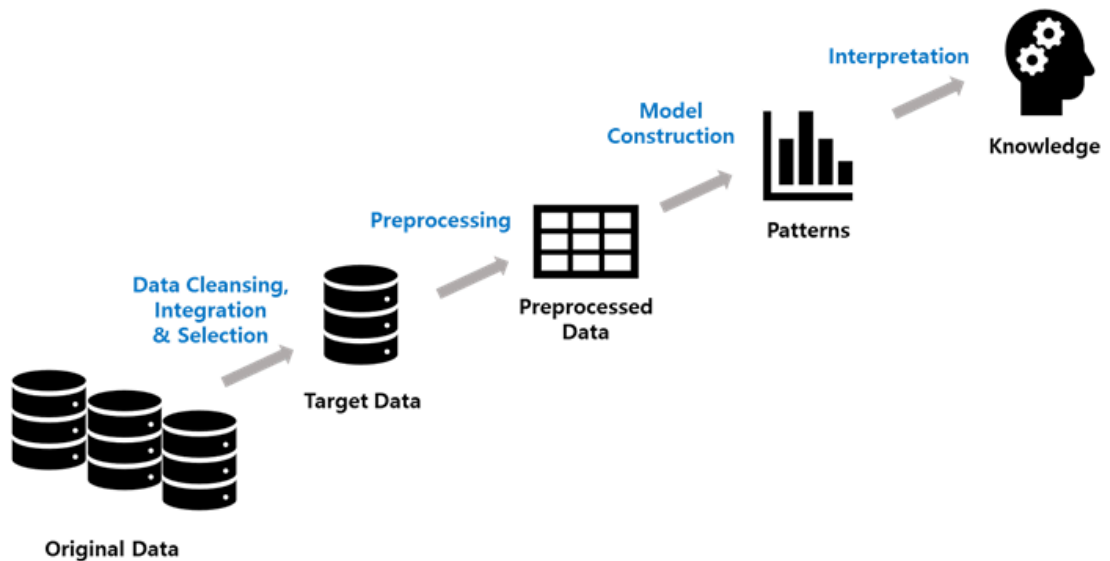 Original Data
Data Cleansing,
Integration
& Selection
Target Data
Preprocessing
Preprocessed
Data
Model
Construction
Patterns
Interpretation
Knowledge